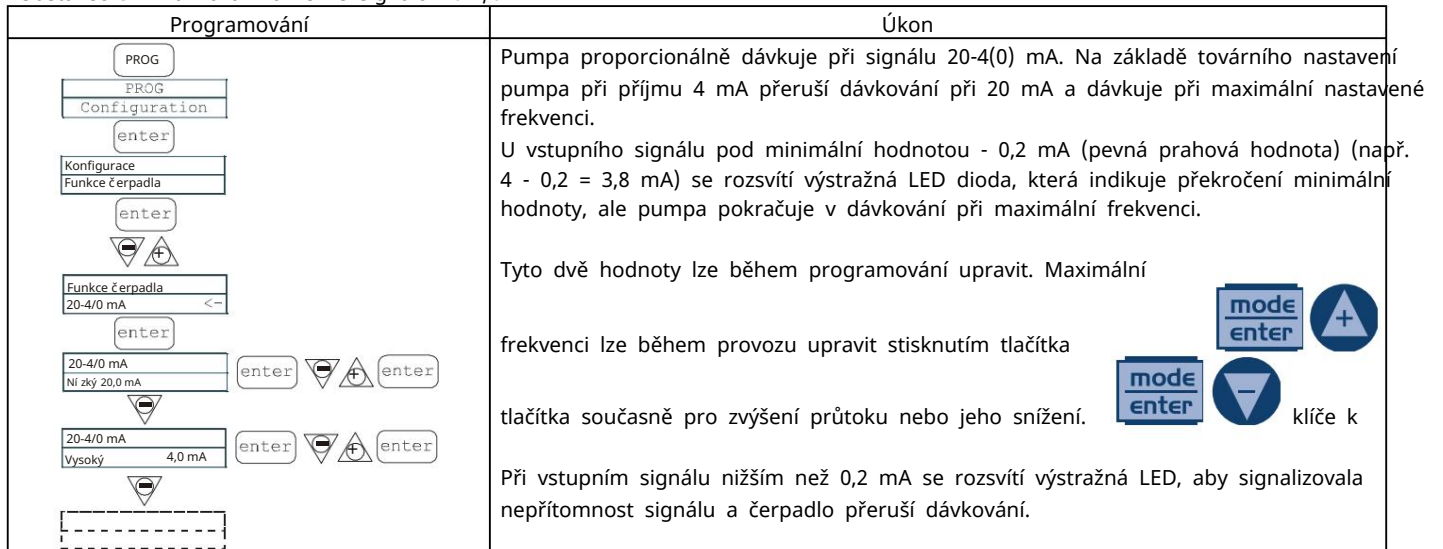 Programování
Úkon
PROG
PROG
Configuration
enter
Konfigurace
Funkce čerpadla
enter
- +
Funkce čerpadla
20-4/0 mA <-
enter
20-4/0 mA
Ní zký 20,0 mA
enter - + enter
-
20-4/0 mA
Vysoký 4,0 mA
enter - + enter
-
Pumpa proporcionálně dávkuje při signálu 20-4(0) mA. Na základě továrního nastavení
pumpa při příjmu 4 mA přeruší dávkování při 20 mA a dávkuje při maximální nastavené
frekvenci.
U vstupního signálu pod minimální hodnotou - 0,2 mA (pevná prahová hodnota) (např.
4 - 0,2 = 3,8 mA) se rozsvítí výstražná LED dioda, která indikuje překročení minimální
hodnoty, ale pumpa pokračuje v dávkování při maximální frekvenci.
Tyto dvě hodnoty lze během programování upravit. Maximální
mode
enter +
frekvenci lze během provozu upravit stisknutím tlačítka
mode
enter -
tlačítka současně pro zvýšení průtoku nebo jeho snížení. klíče k
Při vstupním signálu nižším než 0,2 mA se rozsvítí výstražná LED, aby signalizovala
nepřítomnost signálu a čerpadlo přeruší dávkování.